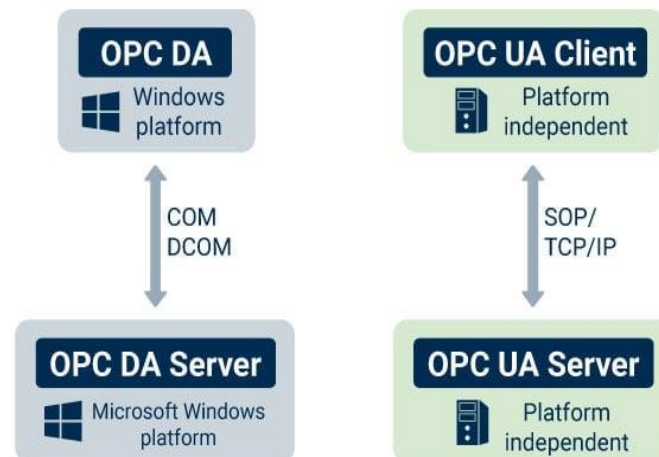 OPC DA
Windows
platform
COM
DCOM
OPC DA Server
Microsoft Windows
platform
OPC UA Client
Platform
independent
SOP/
TCP/IP
OPC UA Server
Platform
independent